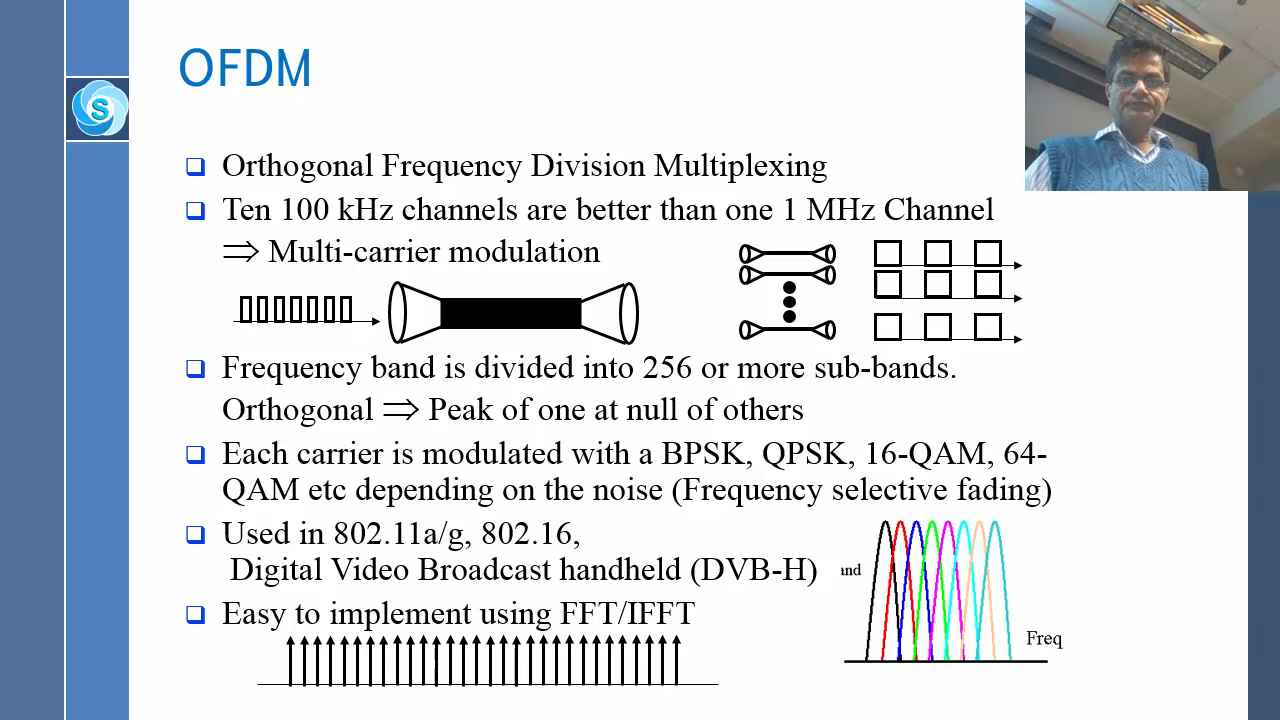 OFDM
S
❑ Orthogonal Frequency Division Multiplexing
❑ Ten 100 kHz channels are better than one 1 MHz Channel
⇒ Multi-carrier modulation
❑ Frequency band is divided into 256 or more sub-bands.
Orthogonal ⇒ Peak of one at null of others
❑ Each carrier is modulated with a BPSK, QPSK, 16-QAM, 64-
QAM etc depending on the noise (Frequency selective fading)
❑ Used in 802.11a/g, 802.16,
Digital Video Broadcast handheld (DVB-H)
and
❑ Easy to implement using FFT/IFFT
Freq